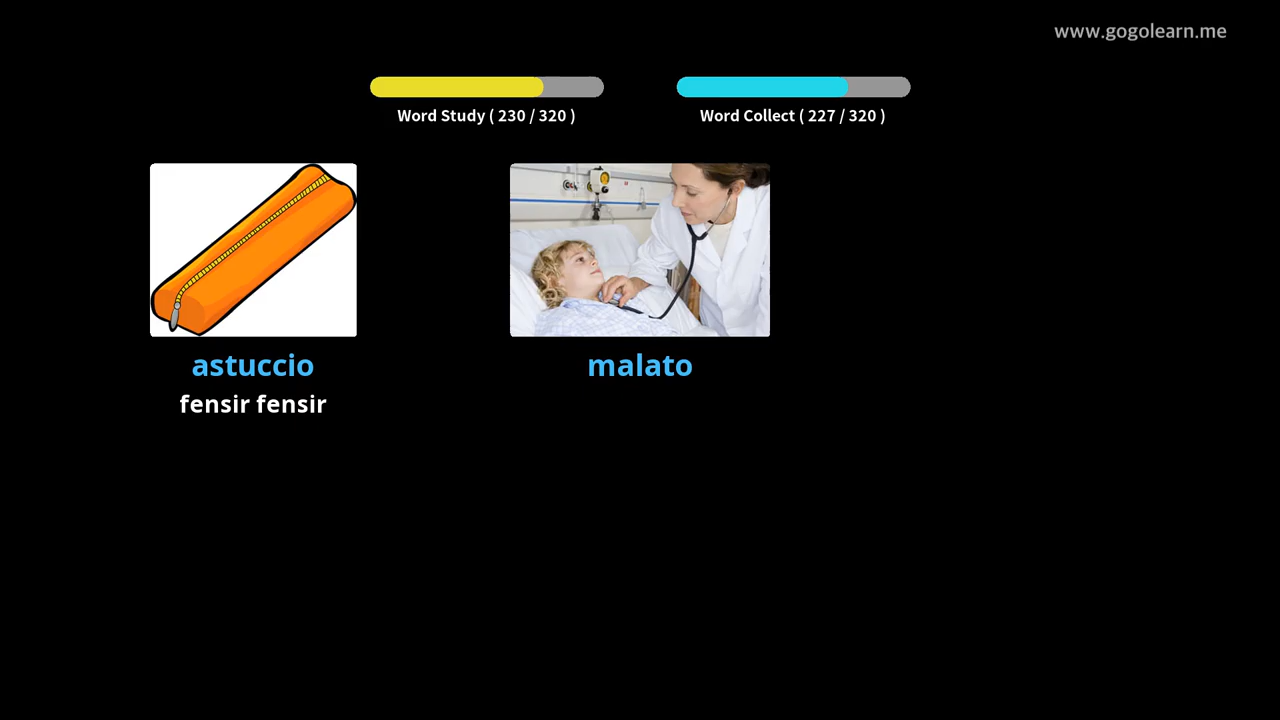 www.gogolearn.me
Word Study ( 230 / 320 )
Word Collect ( 227 / 320 )
astuccio
fensir fensir
malato